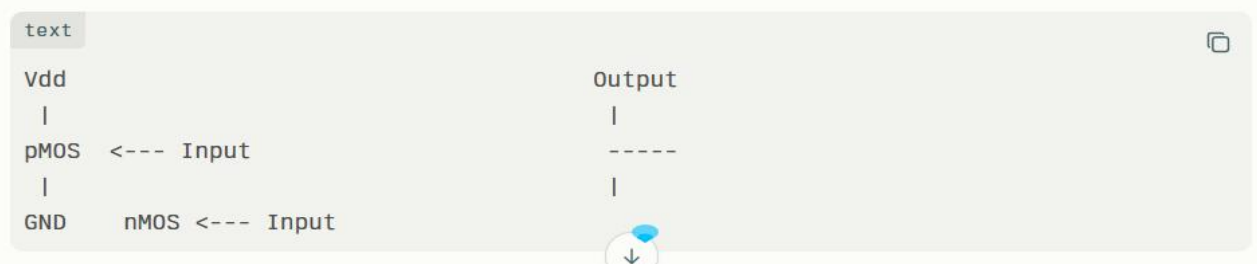 text
Vdd                                              Output
 |                                                |
pMOS  <--- Input                              -----
 |                                                |
GND     nMOS <--- Input